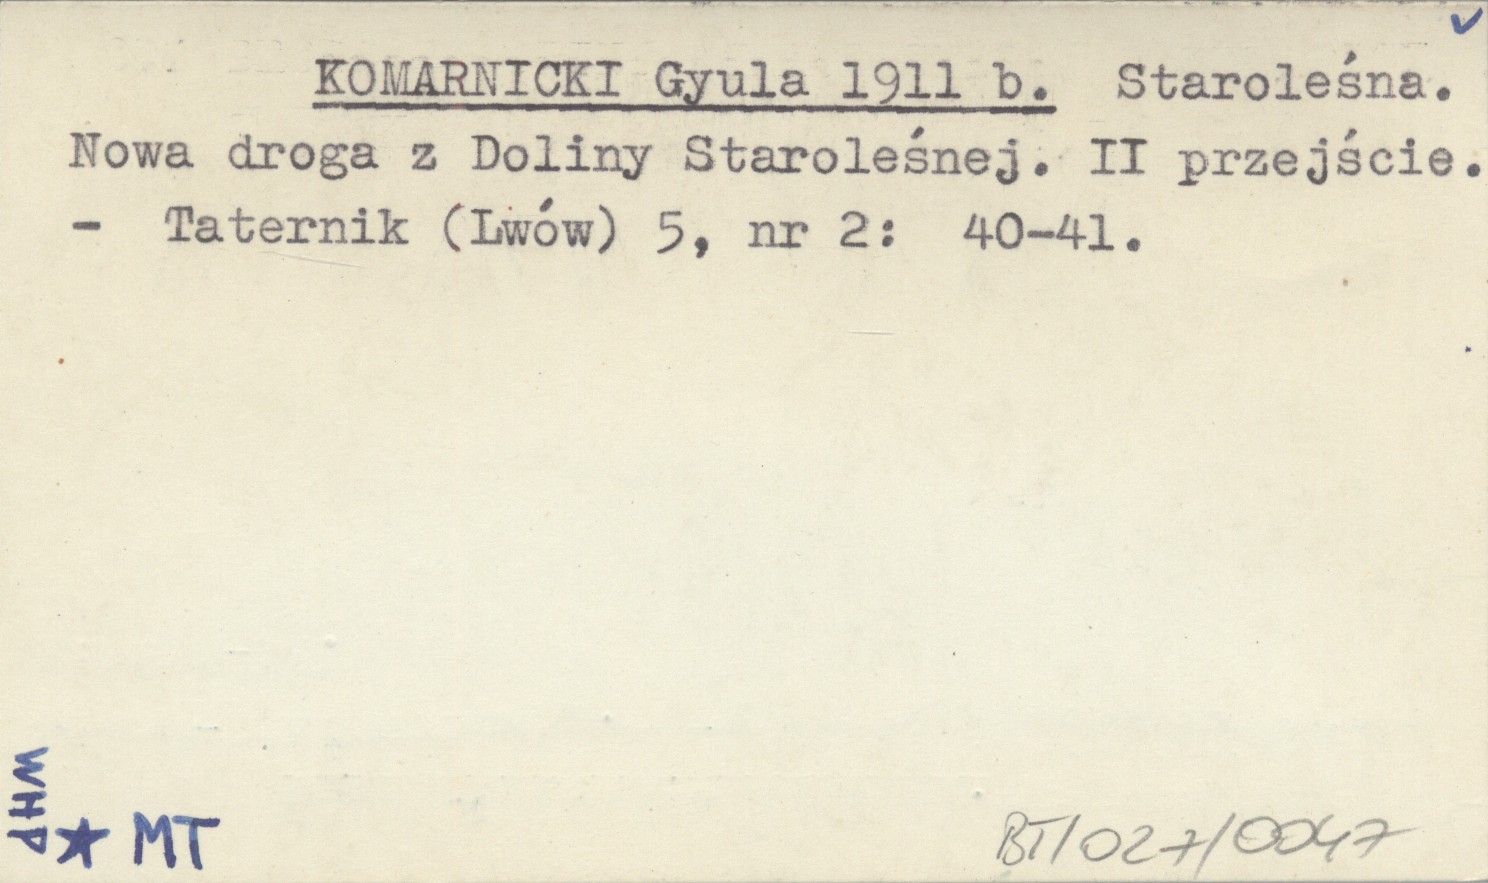 KOMARNICKI Gyula 1911 b. Staroleśna.
Nowa droga z Doliny Staroleśnej. II przejście.
- Taternik (Lwów) 5, nr 2: 40-41.
WHP
★ MT
BT/027/0047